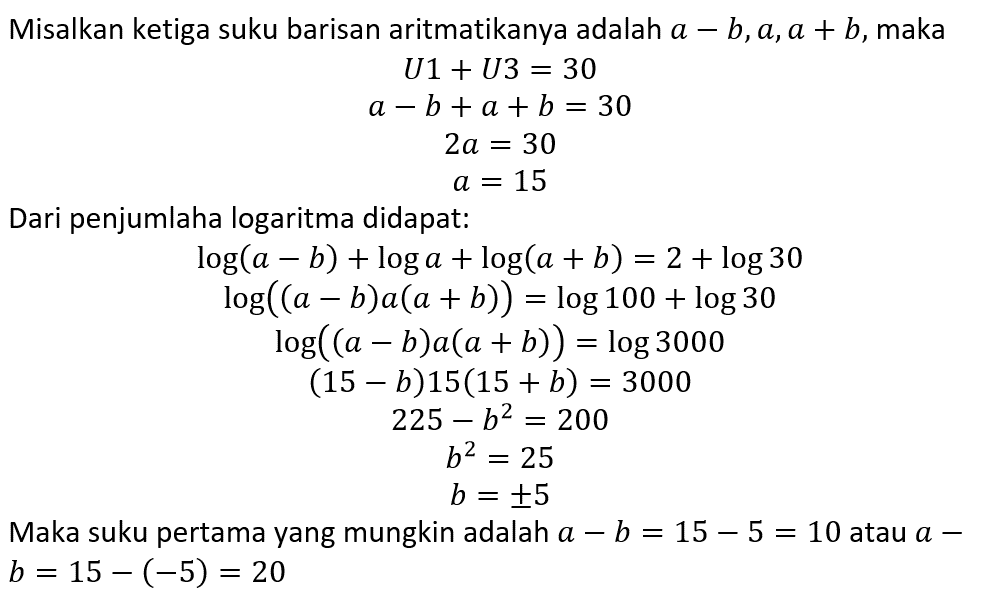 Misalkan ketiga suku barisan aritmatikanya adalah a − b, a, a + b, maka
U1 + U3 = 30
a − b + a + b = 30
2a = 30
a = 15
Dari penjumlaha logaritma didapat:
log(a − b) + log a + log(a + b) = 2 + log 30
log((a − b)a(a + b)) = log 100 + log 30
log((a − b)a(a + b)) = log 3000
(15 − b)15(15 + b) = 3000
225 − b² = 200
b² = 25
b = ±5
Maka suku pertama yang mungkin adalah a − b = 15 − 5 = 10 atau a −
b = 15 − (−5) = 20